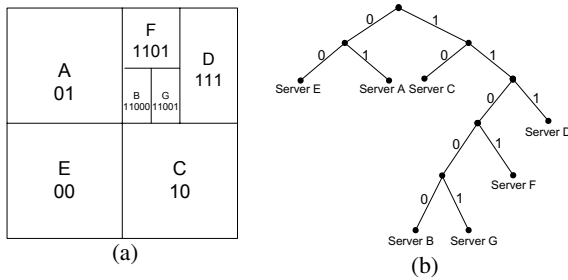 A
01
F
1101
D
111
B
11000
G
11001
E
00
C
10
(a)
0
1
0
1
0
1
Server E
Server A
Server C
0
1
Server D
0
1
Server F
0
1
Server B
Server G
(b)